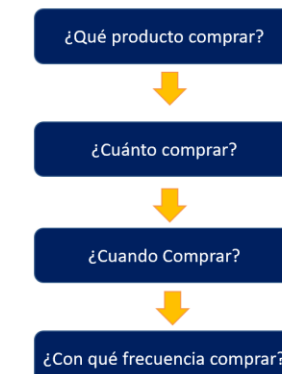 ¿Qué producto comprar?
¿Cuánto comprar?
¿Cuando Comprar?
¿Con qué frecuencia comprar?